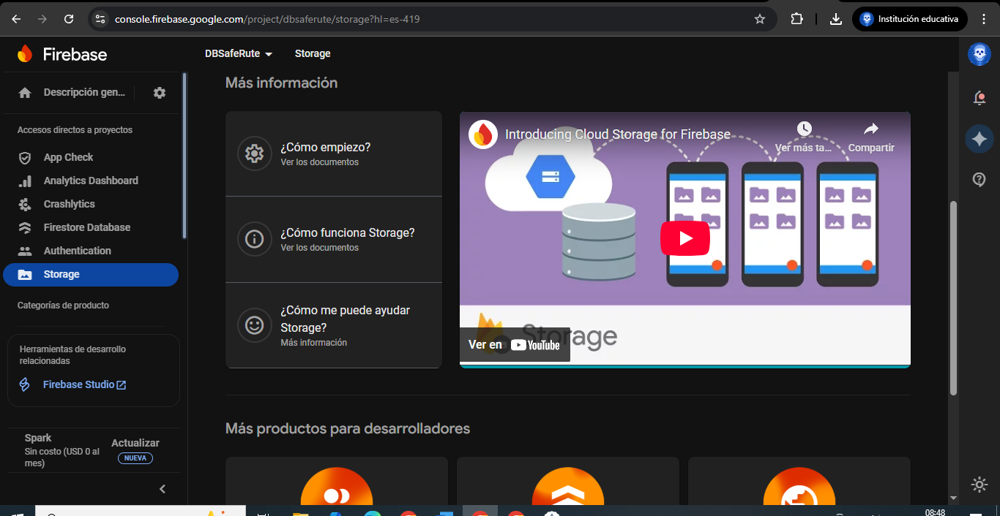 console.firebase.google.com/project/dbsaferute/storage?hl=es-419
Institución educativa
Firebase
DBSafeRute
Storage
Descripción gen...
Accesos directos a proyectos
App Check
Analytics Dashboard
Crashlytics
Firestore Database
Authentication
Storage
Categorías de producto
Herramientas de desarrollo
relacionadas
Firebase Studio
Spark
Sin costo (USD 0 al
mes)
Actualizar
NUEVA
Más información
¿Cómo empiezo?
Ver los documentos
¿Cómo funciona Storage?
Ver los documentos
¿Cómo me puede ayudar
Storage?
Más información
Introducing Cloud Storage for Firebase
Ver más ta...
Compartir
Storage
Ver en YouTube
Más productos para desarrolladores
08:48